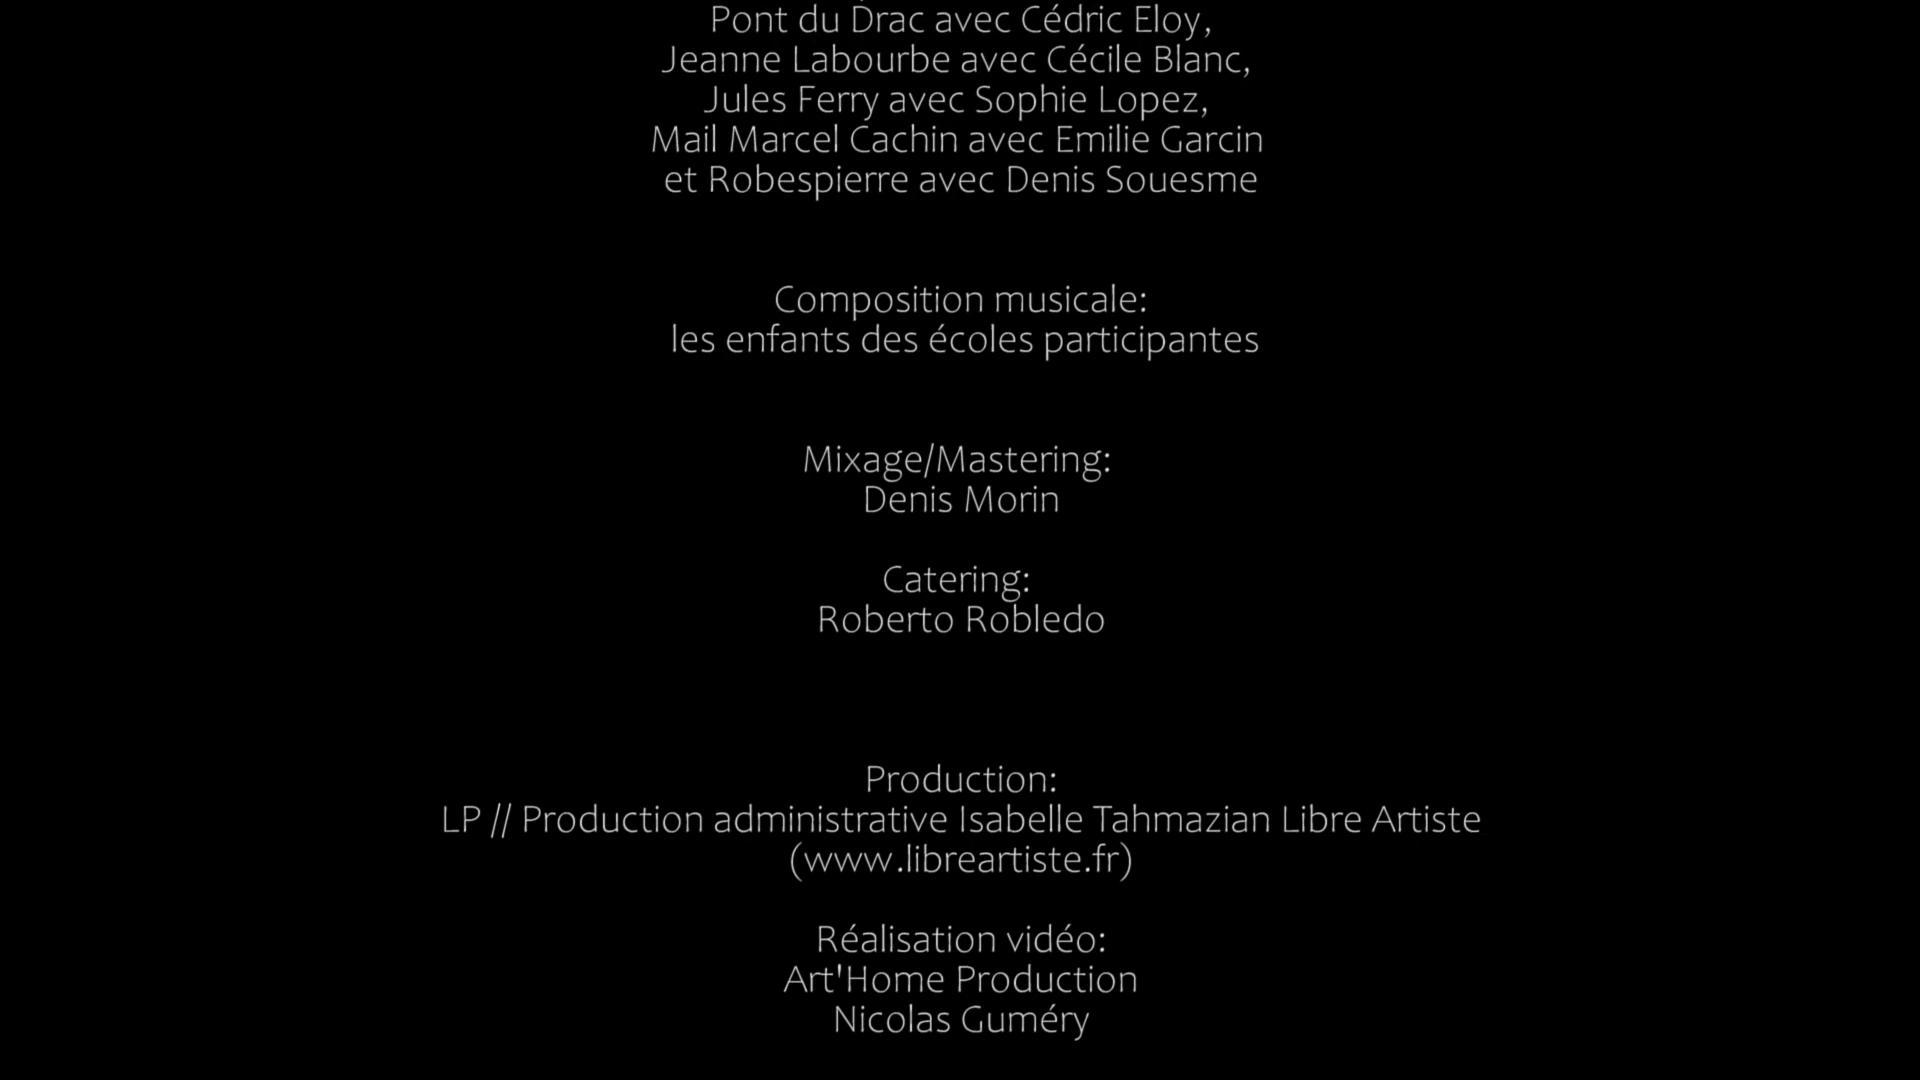 Pont du Drac avec Cédric Eloy,
Jeanne Labourbe avec Cécile Blanc,
Jules Ferry avec Sophie Lopez,
Mail Marcel Cachin avec Emilie Garcin
et Robespierre avec Denis Souesme
Composition musicale:
les enfants des écoles participantes
Mixage/Mastering:
Denis Morin
Catering:
Roberto Robledo
Production:
LP // Production administrative Isabelle Tahmazian Libre Artiste
(www.libreartiste.fr)
Réalisation vidéo:
Art'Home Production
Nicolas Guméry